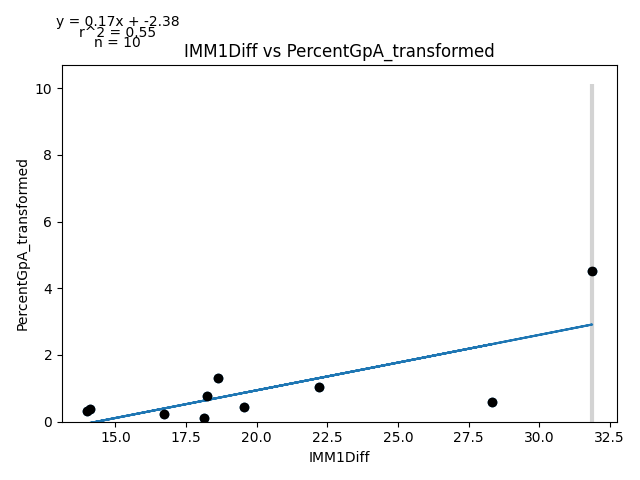 y = 0.17x + -2.38
r^2 = 0.55
n = 10
IMM1Diff vs PercentGpA_transformed
10
8
6
4
2
0
PercentGpA_transformed
15.0 17.5 20.0 22.5 25.0 27.5 30.0 32.5
IMM1Diff